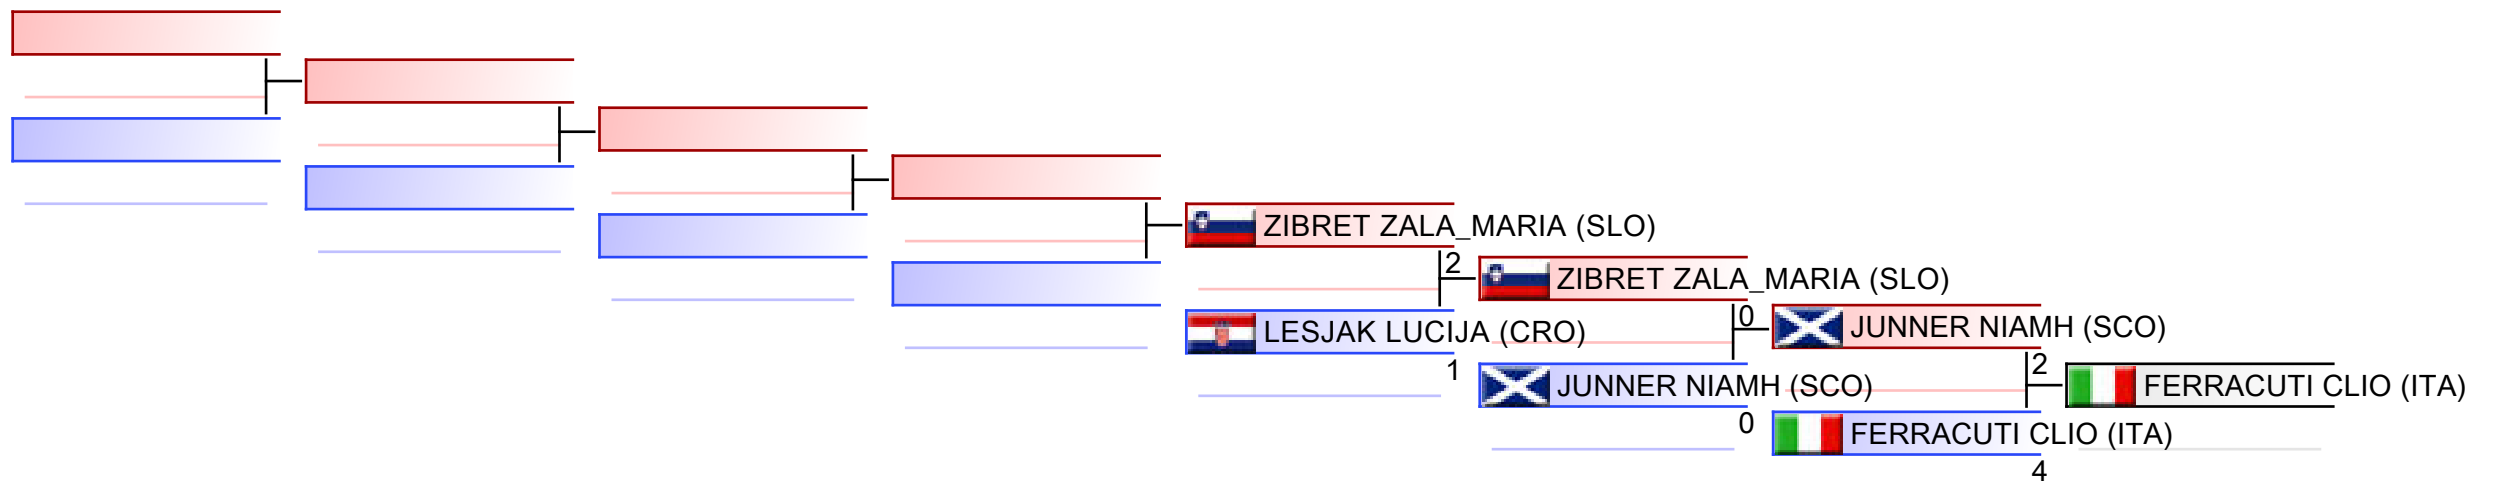 ZIBRET ZALA_MARIA (SLO)
2
LESJAK LUCIJA (CRO)
1
ZIBRET ZALA_MARIA (SLO)
0
JUNNER NIAMH (SCO)
0
JUNNER NIAMH (SCO)
2
FERRACUTI CLIO (ITA)
4
FERRACUTI CLIO (ITA)